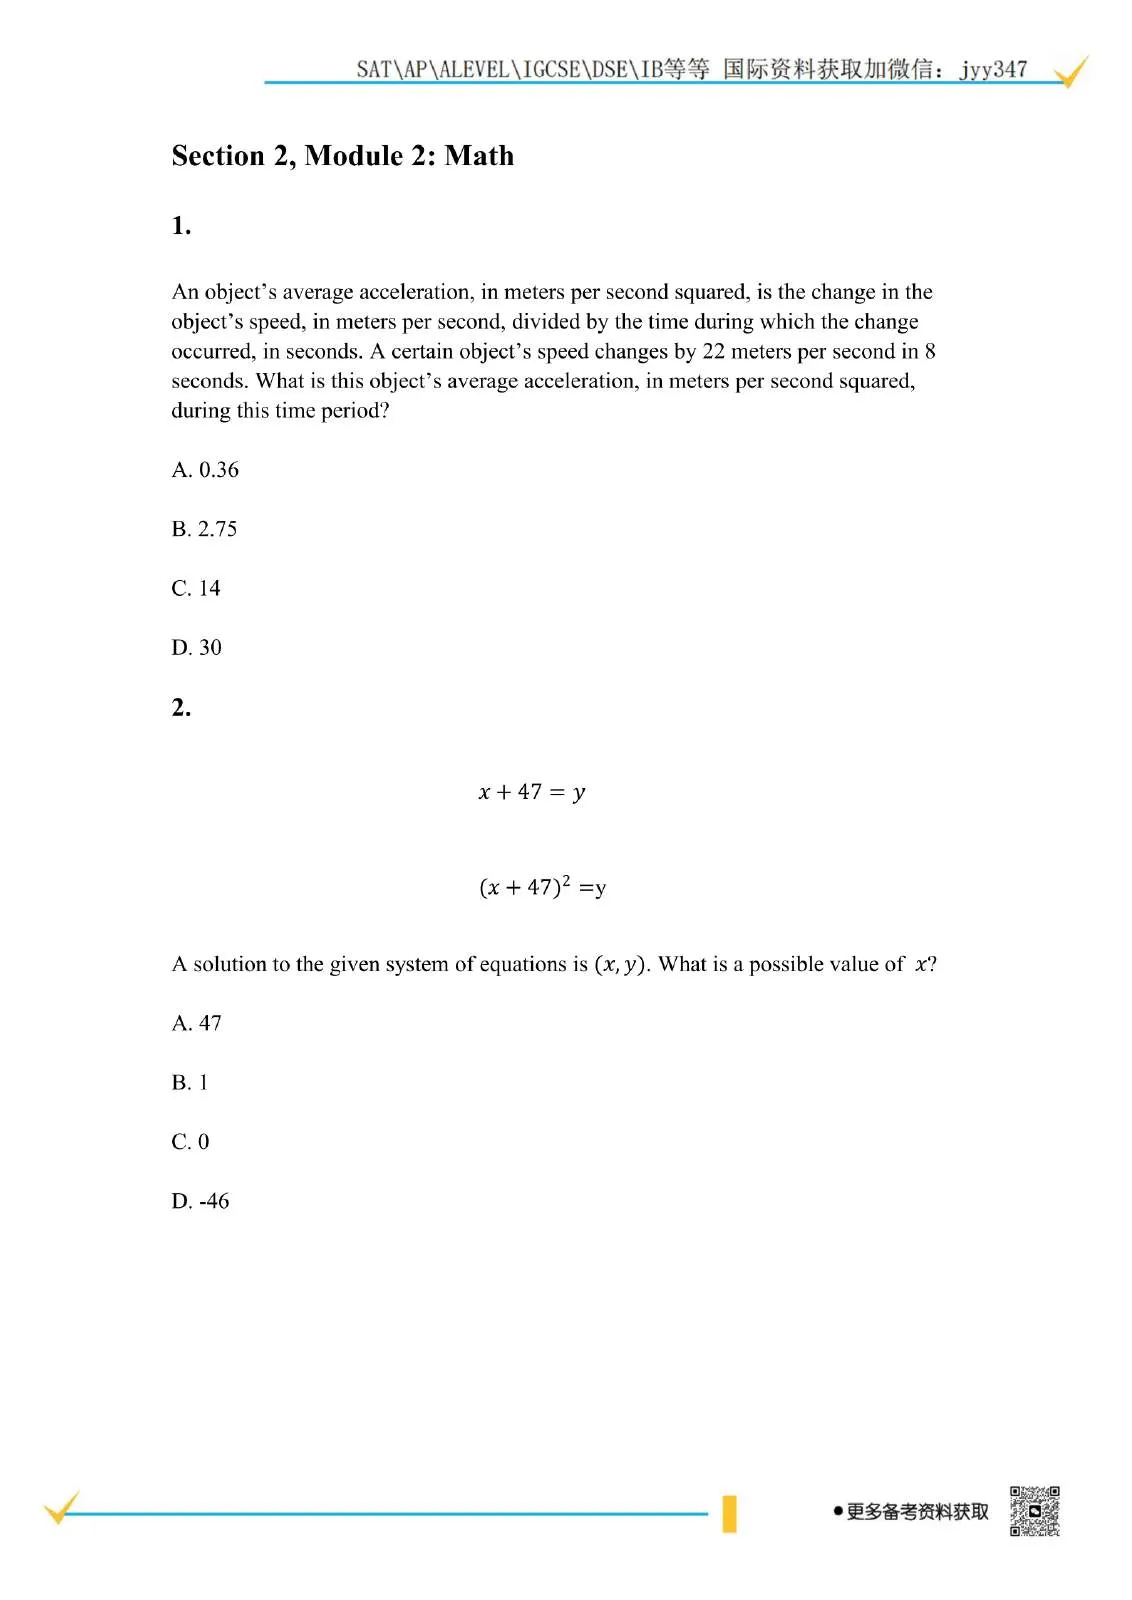 SAT\AP\ALEVEL\IGCSE\DSE\IB等等 国际资料获取加微信：jyy347
Section 2, Module 2: Math
1.
An object’s average acceleration, in meters per second squared, is the change in the
object’s speed, in meters per second, divided by the time during which the change
occurred, in seconds. A certain object’s speed changes by 22 meters per second in 8
seconds. What is this object’s average acceleration, in meters per second squared,
during this time period?
A. 0.36
B. 2.75
C. 14
D. 30
2.
x + 47 = y
(x + 47)² =y
A solution to the given system of equations is (x, y). What is a possible value of x?
A. 47
B. 1
C. 0
D. -46
●更多备考资料获取